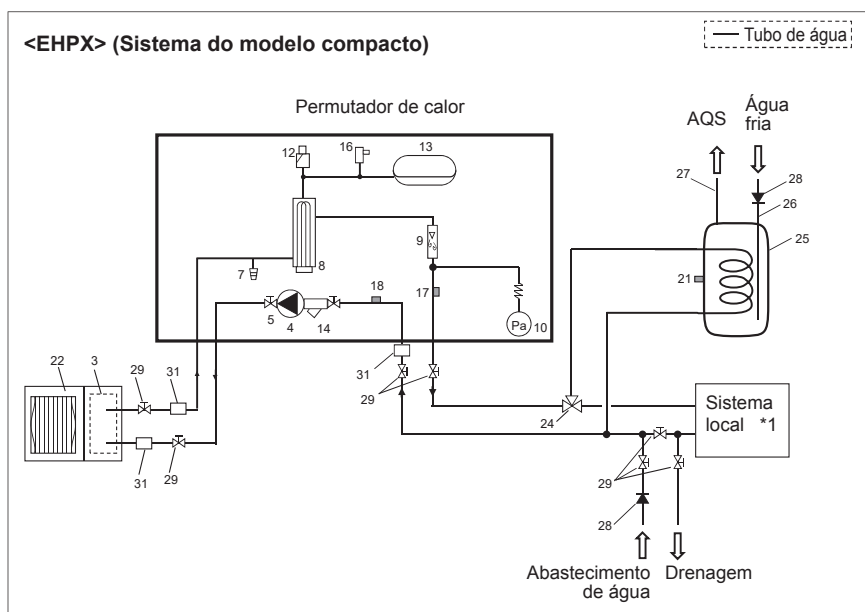 <EHPX> (Sistema do modelo compacto)
Tubo de água
Permutador de calor
AQS
Água
fria
12
16
13
27
28
26
25
9
7
8
21
18
17
5
4
14
Pa
10
22
3
29
31
31
29
24
Sistema
local *1
31
29
29
28
Abastecimento
de água
Drenagem